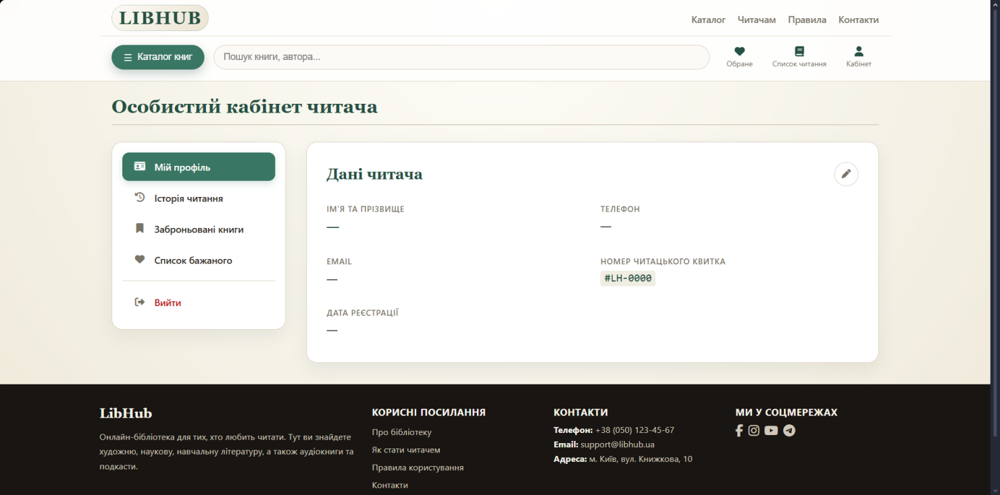 LIBHUB
Каталог Читачам Правила Контакти
Каталог книг
Пошук книги, автора...
Обране Список читання Кабінет
Особистий кабінет читача
Мій профіль
Історія читання
Заброньовані книги
Список бажаного
Вийти
Дані читача
ІМ'Я ТА ПРІЗВИЩЕ
—
ТЕЛЕФОН
—
EMAIL
—
НОМЕР ЧИТАЦЬКОГО КВИТКА
#LH-0000
ДАТА РЕЄСТРАЦІЇ
—
LibHub
Онлайн-бібліотека для тих, хто любить читати. Тут ви знайдете
художню, наукову, навчальну літературу, а також аудіокниги та
подкасти.
КОРИСНІ ПОСИЛАННЯ
Про бібліотеку
Як стати читачем
Правила користування
Контакти
КОНТАКТИ
Телефон: +38 (050) 123-45-67
Email: support@libhub.ua
Адреса: м. Київ, вул. Книжкова, 10
МИ У СОЦМЕРЕЖАХ